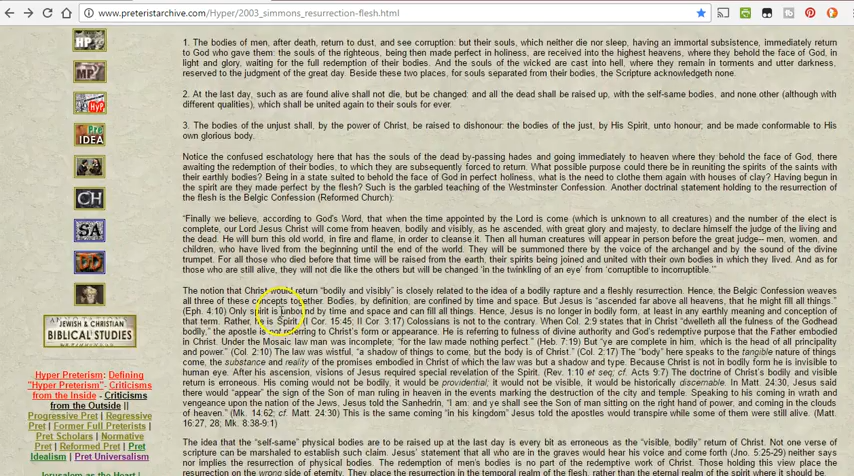 www.preteristarchive.com/Hyper/2003_simmons_resurrection-flesh.html
1. The bodies of men, after death, return to dust, and see corruption: but their souls, which neither die nor sleep, having an immortal subsistence, immediately return
to God who gave them: the souls of the righteous, being then made perfect in holiness, are received into the highest heavens, where they behold the face of God, in
light and glory, waiting for the full redemption of their bodies. And the souls of the wicked are cast into hell, where they remain in torments and utter darkness,
reserved to the judgment of the great day. Beside these two places, for souls separated from their bodies, the Scripture acknowledgeth none.
2. At the last day, such as are found alive shall not die, but be changed: and all the dead shall be raised up, with the self-same bodies, and none other (although with
different qualities), which shall be united again to their souls for ever.
3. The bodies of the unjust shall, by the power of Christ, be raised to dishonour: the bodies of the just, by His Spirit, unto honour; and be made conformable to His
own glorious body.
Notice the confused eschatology here that has the souls of the dead by-passing hades and going immediately to heaven where they behold the face of God, there
awaiting the redemption of their bodies, to which they are subsequently forced to return. What possible purpose could there be in reuniting the spirits of the saints with
their earthly bodies? Being in a state suited to behold the face of God in perfect holiness, what is the need to clothe them again with houses of clay? Having begun in
the spirit are they made perfect by the flesh? Such is the garbled teaching of the Westminster Confession. Another doctrinal statement holding to the resurrection of
the flesh is the Belgic Confession (Reformed Church):
“Finally we believe, according to God's Word, that when the time appointed by the Lord is come (which is unknown to all creatures) and the number of the elect is
complete, our Lord Jesus Christ will come from heaven, bodily and visibly, as he ascended, with great glory and majesty, to declare himself the judge of the living and
the dead. He will burn this old world, in fire and flame, in order to cleanse it. Then all human creatures will appear in person before the great judge– men, women, and
children, who have lived from the beginning until the end of the world. They will be summoned there by the voice of the archangel and by the sound of the divine
trumpet. For all those who died before that time will be raised from the earth, their spirits being joined and united with their own bodies in which they lived. And as for
those who are still alive, they will not die like the others but will be changed ‘in the twinkling of an eye’ from ‘corruptible to incorruptible.’”
The notion that Christ would return “bodily and visibly” is closely related to the idea of a bodily rapture and a fleshly resurrection. Hence, the Belgic Confession weaves
all three of these concepts together. Bodies, by definition, are confined by time and space. But Jesus is “ascended far above all heavens, that he might fill all things.”
(Eph. 4:10) Only spirit is unbound by time and space and can fill all things. Hence, Jesus is no longer in bodily form, at least in any earthly meaning and conception of
that term. Rather, he is Spirit. (I Cor. 15:45; II Cor. 3:17) Colossians is not to the contrary. When Col. 2:9 states that in Christ “dwelleth all the fulness of the Godhead
bodily,” the apostle is not referring to Christ's form or appearance. He is referring to fulness of divine authority and God's redemptive purpose that the Father embodied
in Christ. Under the Mosaic law man was incomplete; “for the law made nothing perfect.” (Heb. 7:19) But “ye are complete in him, which is the head of all principality
and power.” (Col. 2:10) The law was wistful, “a shadow of things to come; but the body is of Christ.” (Col. 2:17) The “body” here speaks to the tangible nature of things
come, the substance and reality of the promises embodied in Christ of which the law was but a shadow and type. Because Christ is not in bodily form he is invisible to
human eye. After his ascension, visions of Jesus required special revelation of the Spirit. (Rev. 1:10 et seq; cf. Acts 9:7) The doctrine of Christ's bodily and visibly
return is erroneous. His coming would not be bodily, it would be providential; it would not be visible, it would be historically discernable. In Matt. 24:30, Jesus said
there would “appear” the sign of the Son of man ruling in heaven in the events marking the destruction of the city and temple. Speaking to his coming in wrath and
vengeance upon the nation of the Jews, Jesus told the Sanhedrin, “I am: and ye shall see the Son of man sitting on the right hand of power, and coming in the clouds
of heaven.” (Mk. 14:62; cf. Matt. 24:30) This is the same coming “in his kingdom” Jesus told the apostles would transpire while some of them were still alive. (Matt.
16:27, 28; Mk. 8:38-9:1)
The idea that the “self-same” physical bodies are to be raised up at the last day is every bit as erroneous as the “visible, bodily” return of Christ. Not one verse of
scripture can be marshaled to establish such claim. Jesus' statement that all who are in the graves would hear his voice and come forth (Jno. 5:25-29) neither says
nor implies the resurrection of physical bodies. The redemption of men's bodies is no part of the redemptive work of Christ. Those holding this view place the
resurrection on the wrong side of eternity. They place the resurrection in the temporal realm of the flesh, rather than the eternal realm of the spirit where it
HP
MP
HyP
Pre
IDEA
CH
SA
JEWISH & CHRISTIAN
BIBLICAL STUDIES
Hyper Preterism: Defining
"Hyper Preterism"- Criticisms
from the Inside - Criticisms
from the Outside ||
Progressive Pret | Regressive
Pret | Former Full Preterists |
Pret Scholars | Normative
Pret | Reformed Pret | Pret
Idealism | Pret Universalism
Jerusalem as the Heart |